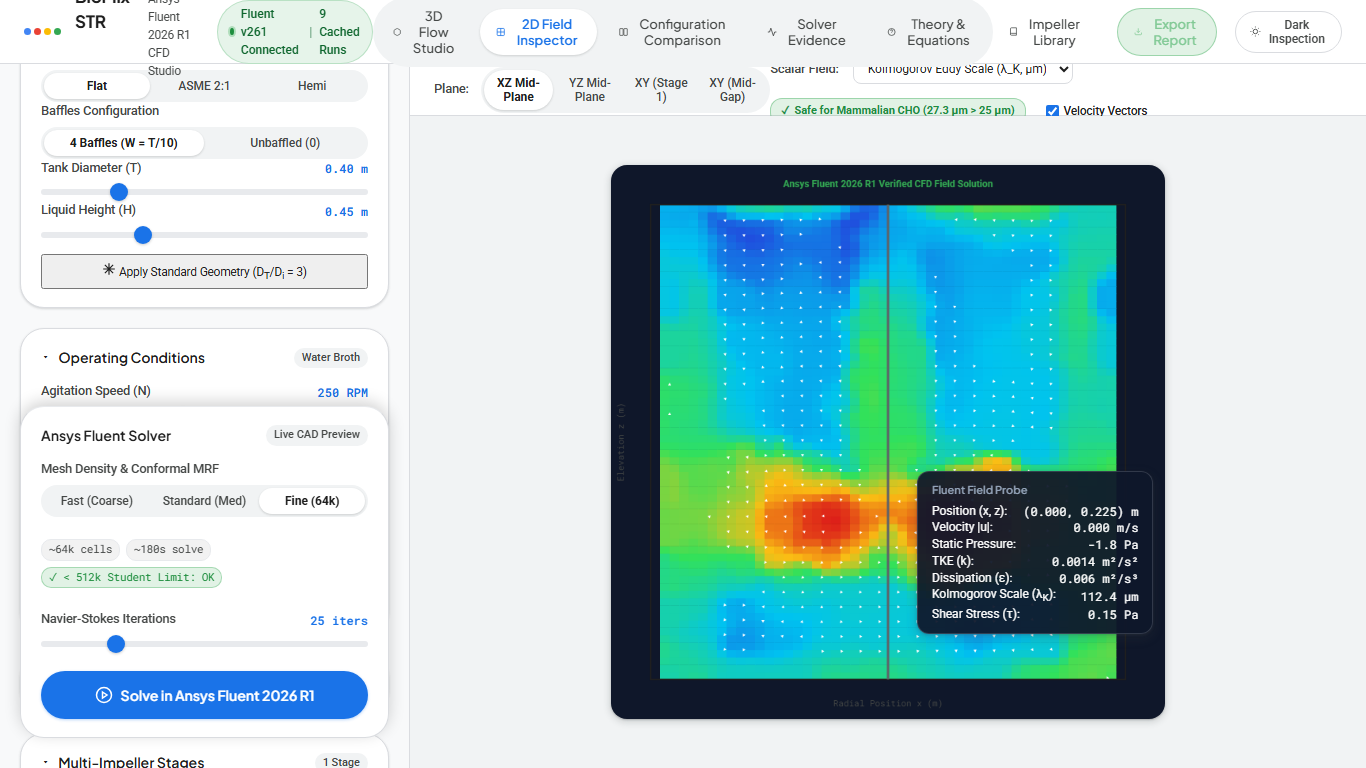 BioMix
STR
Ansys
Fluent
2026 R1
CFD
Studio
Fluent
v261
Connected
|
9
Cached
Runs
3D
Flow
Studio
2D Field
Inspector
Configuration
Comparison
Solver
Evidence
Theory &
Equations
Impeller
Library
Export
Report
Dark
Inspection
Flat
ASME 2:1
Hemi
Baffles Configuration
4 Baffles (W = T/10)
Unbaffled (0)
Tank Diameter (T)
0.40 m
Liquid Height (H)
0.45 m
Apply Standard Geometry (DT/Di = 3)
Operating Conditions
Water Broth
Agitation Speed (N)
250 RPM
Ansys Fluent Solver
Live CAD Preview
Mesh Density & Conformal MRF
Fast (Coarse)
Standard (Med)
Fine (64k)
~64k cells
~180s solve
✓ < 512k Student Limit: OK
Navier-Stokes Iterations
25 iters
Solve in Ansys Fluent 2026 R1
Multi-Impeller Stages
1 Stage
Plane:
XZ Mid-
Plane
YZ Mid-
Plane
XY (Stage
1)
XY (Mid-
Gap)
Scalar Field:
Kolmogorov Eddy Scale (λ_K, μm)
✓ Safe for Mammalian CHO (27.3 μm > 25 μm)
Velocity Vectors
Ansys Fluent 2026 R1 Verified CFD Field Solution
Elevation z (m)
Radial Position x (m)
Fluent Field Probe
Position (x, z): (0.000, 0.225) m
Velocity |u|: 0.000 m/s
Static Pressure: -1.8 Pa
TKE (k): 0.0014 m²/s²
Dissipation (ε): 0.006 m²/s³
Kolmogorov Scale (λK): 112.4 μm
Shear Stress (τ): 0.15 Pa